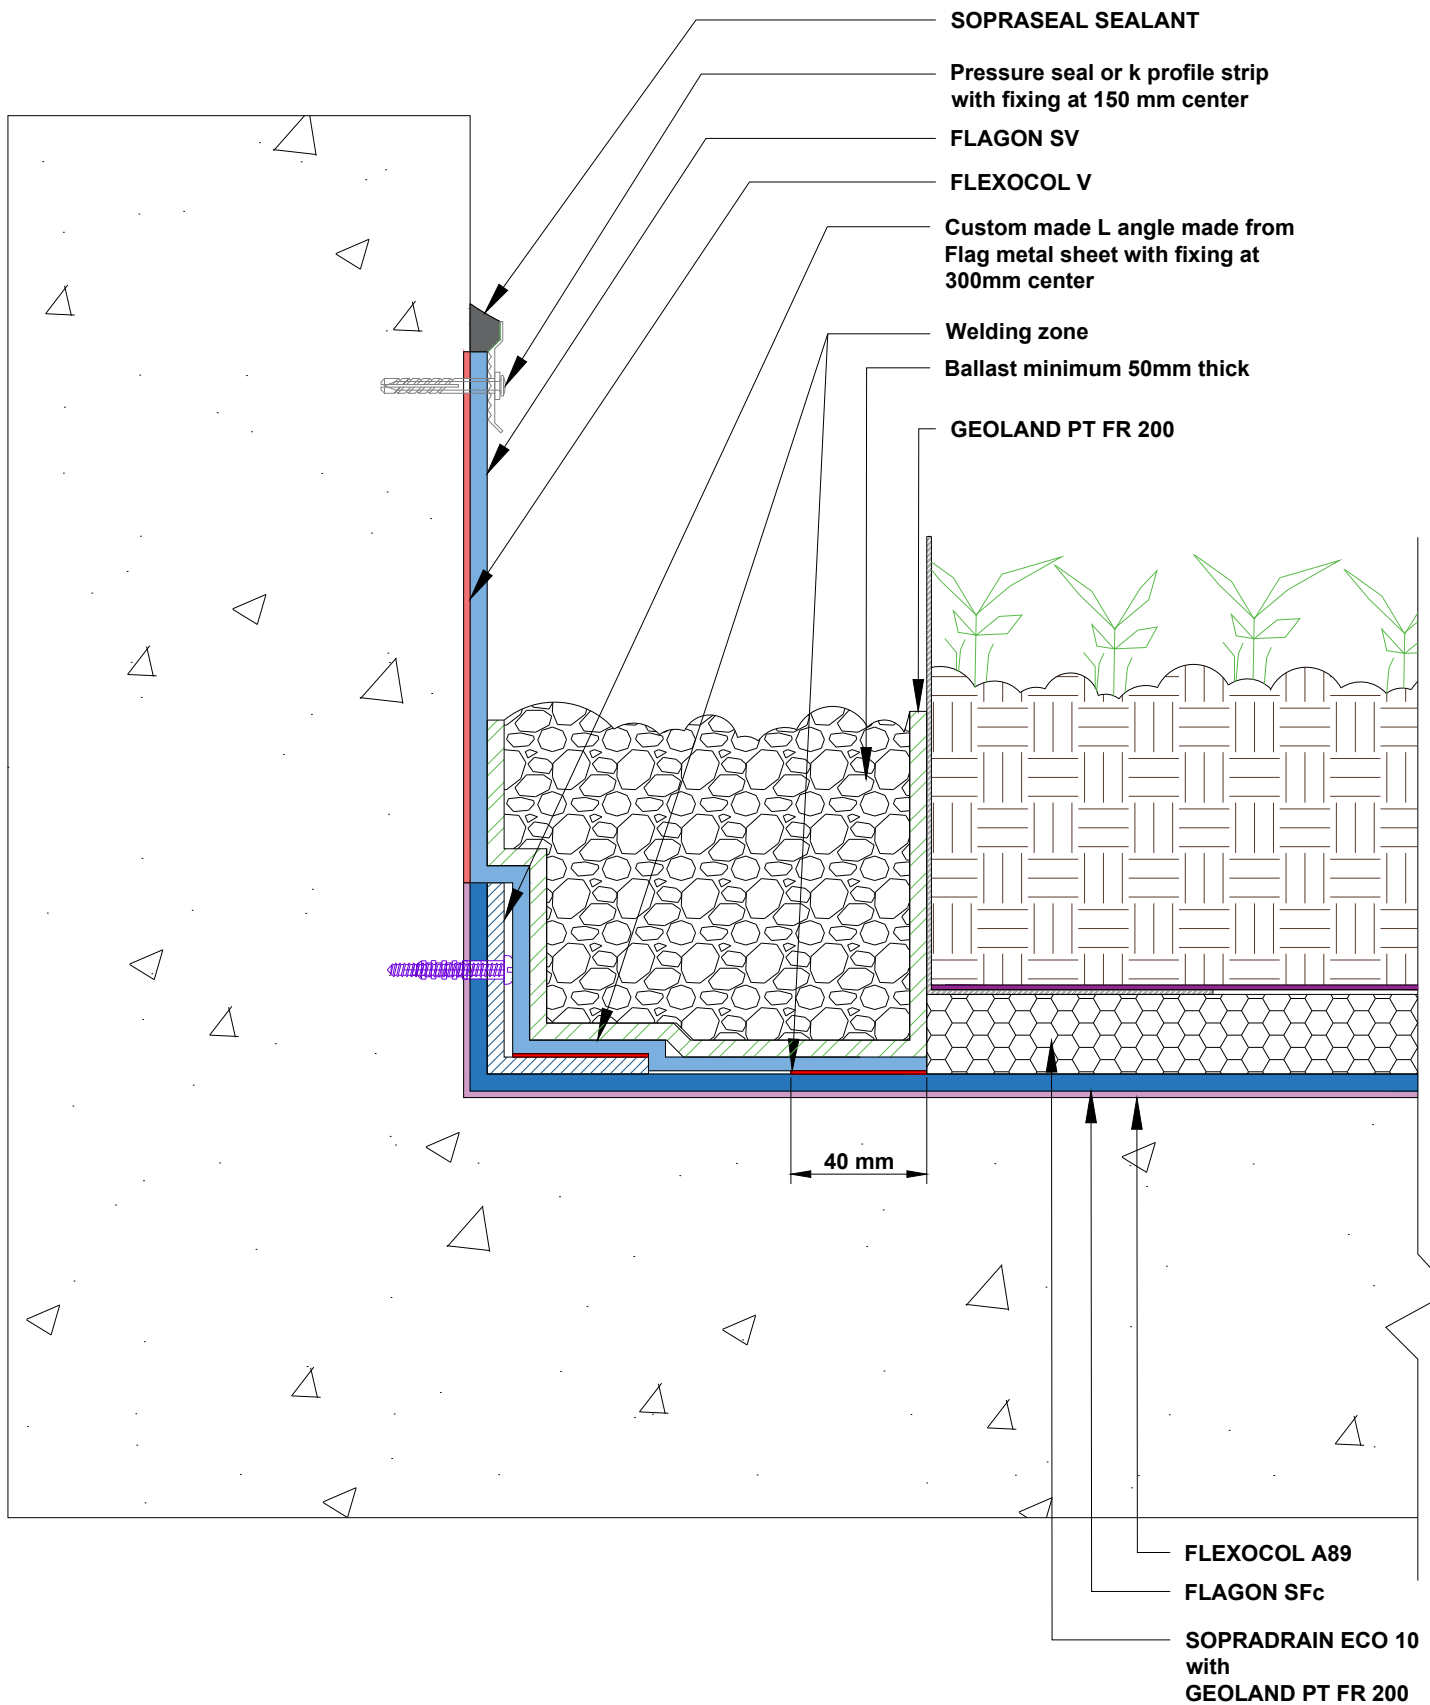 SOPRASEAL SEALANT
Pressure seal or k profile strip
with fixing at 150 mm center
FLAGON SV
FLEXOCOL V
Custom made L angle made from
Flag metal sheet with fixing at
300mm center
Welding zone
Ballast minimum 50mm thick
GEOLAND PT FR 200
40 mm
FLEXOCOL A89
FLAGON SFc
SOPRADRAIN ECO 10
with
GEOLAND PT FR 200